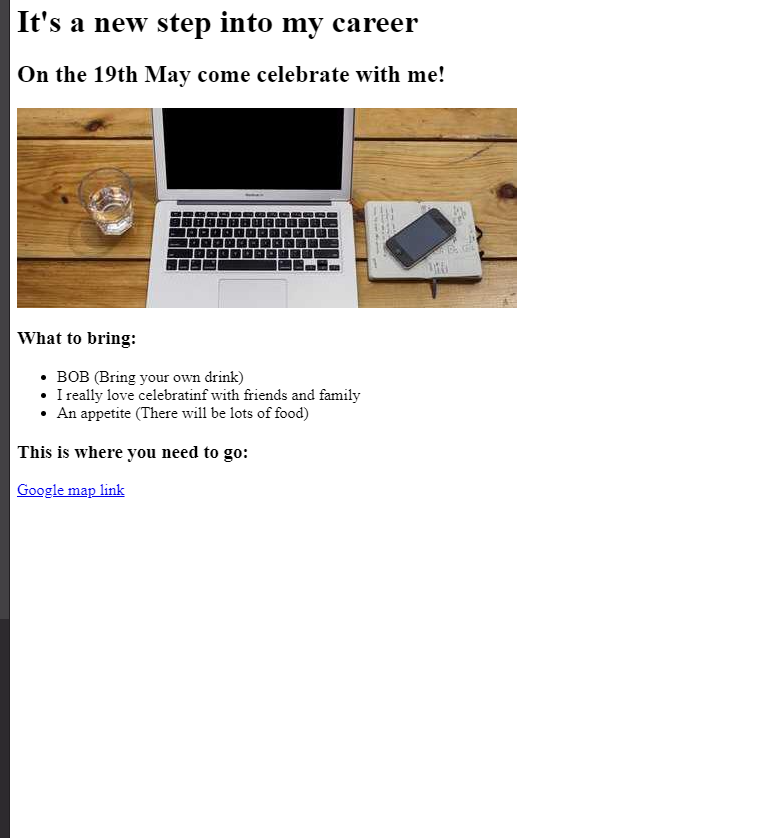 It's a new step into my career
On the 19th May come celebrate with me!
What to bring:
BOB (Bring your own drink)
I really love celebratinf with friends and family
An appetite (There will be lots of food)
This is where you need to go:
Google map link